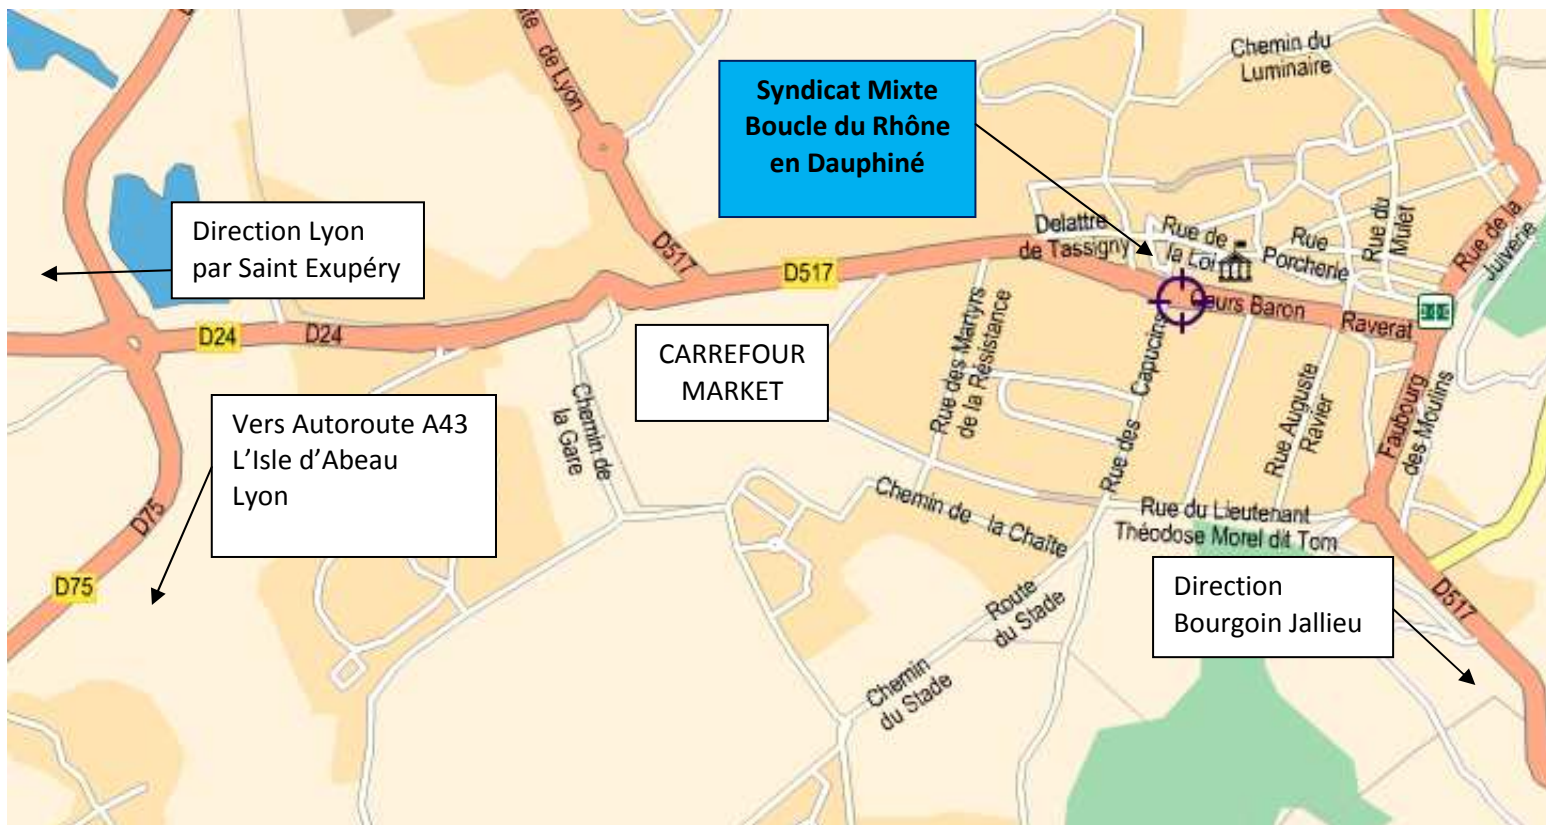 te de Lyon
Chemin du
Luminaire
Syndicat Mixte
Boucle du Rhône
en Dauphiné
Direction Lyon
par Saint Exupéry
D517
Delattre
de Tassigny
Rue de
la Loi
Rue
Porcherie
Rue du
Mulet
Rue de la
Juiverie
D517
Cours Baron
Raverat
D24
D24
CARREFOUR
MARKET
Rue des Martyrs
de la Résistance
Rue des Capucins
Rue Auguste
Ravier
Faubourg
des Moulins
Vers Autoroute A43
L’Isle d’Abeau
Lyon
Chemin de
la Gare
D75
D75
Chemin de la Chaîte
Rue du Lieutenant
Théodose Morel dit Tom
Route
du Stade
Chemin
du Stade
Direction
Bourgoin Jallieu
D517